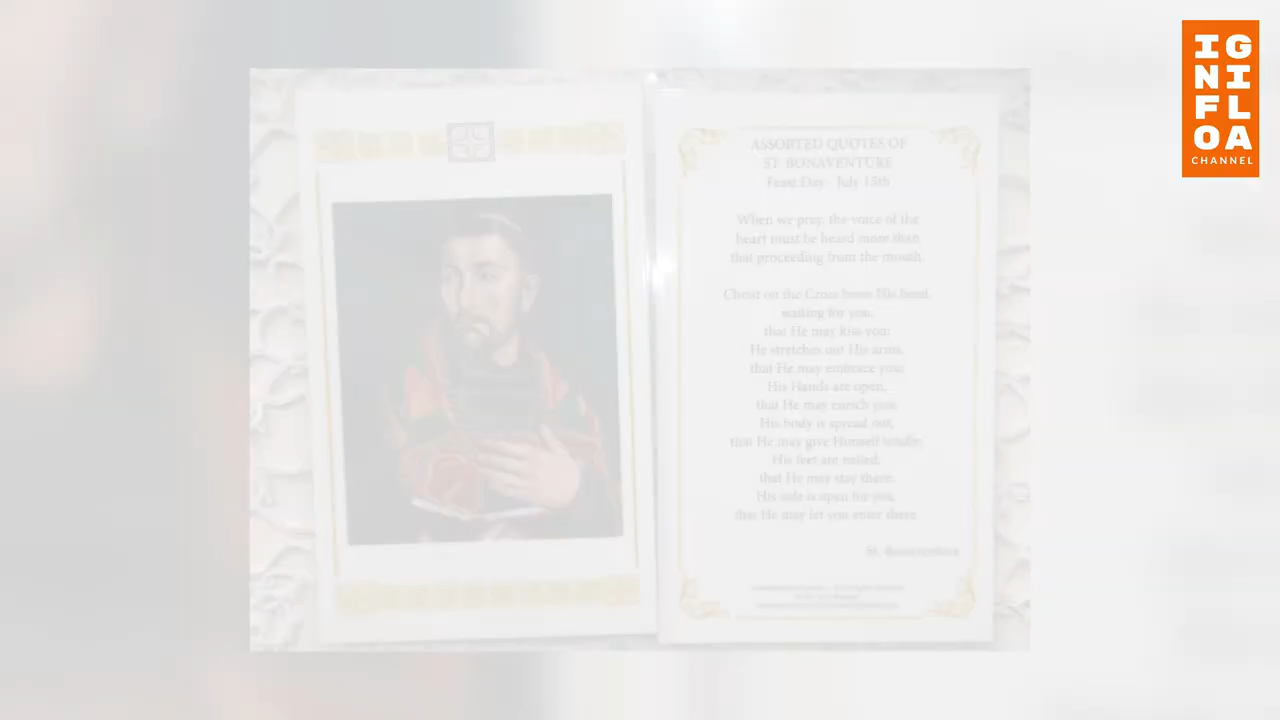 IG
NI
FL
OA
CHANNEL
ASSORTED QUOTES OF
ST. BONAVENTURE
Feast Day - July 15th
When we pray, the voice of the
heart must be heard more than
that proceeding from the mouth.
Christ on the Cross bows His head,
waiting for you,
that He may kiss you;
He stretches out His arms,
that He may embrace you;
His Hands are open,
that He may enrich you;
His body is spread out,
that He may give Himself totally;
His feet are nailed,
that He may stay there;
His side is open for you,
that He may let you enter there.
St. Bonaventure